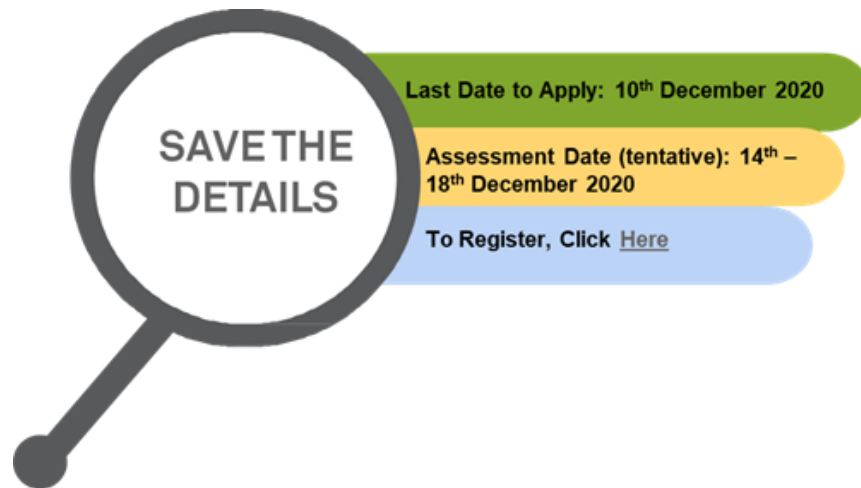 SAVE THE
DETAILS
Last Date to Apply: 10th December 2020
Assessment Date (tentative): 14th –
18th December 2020
To Register, Click Here